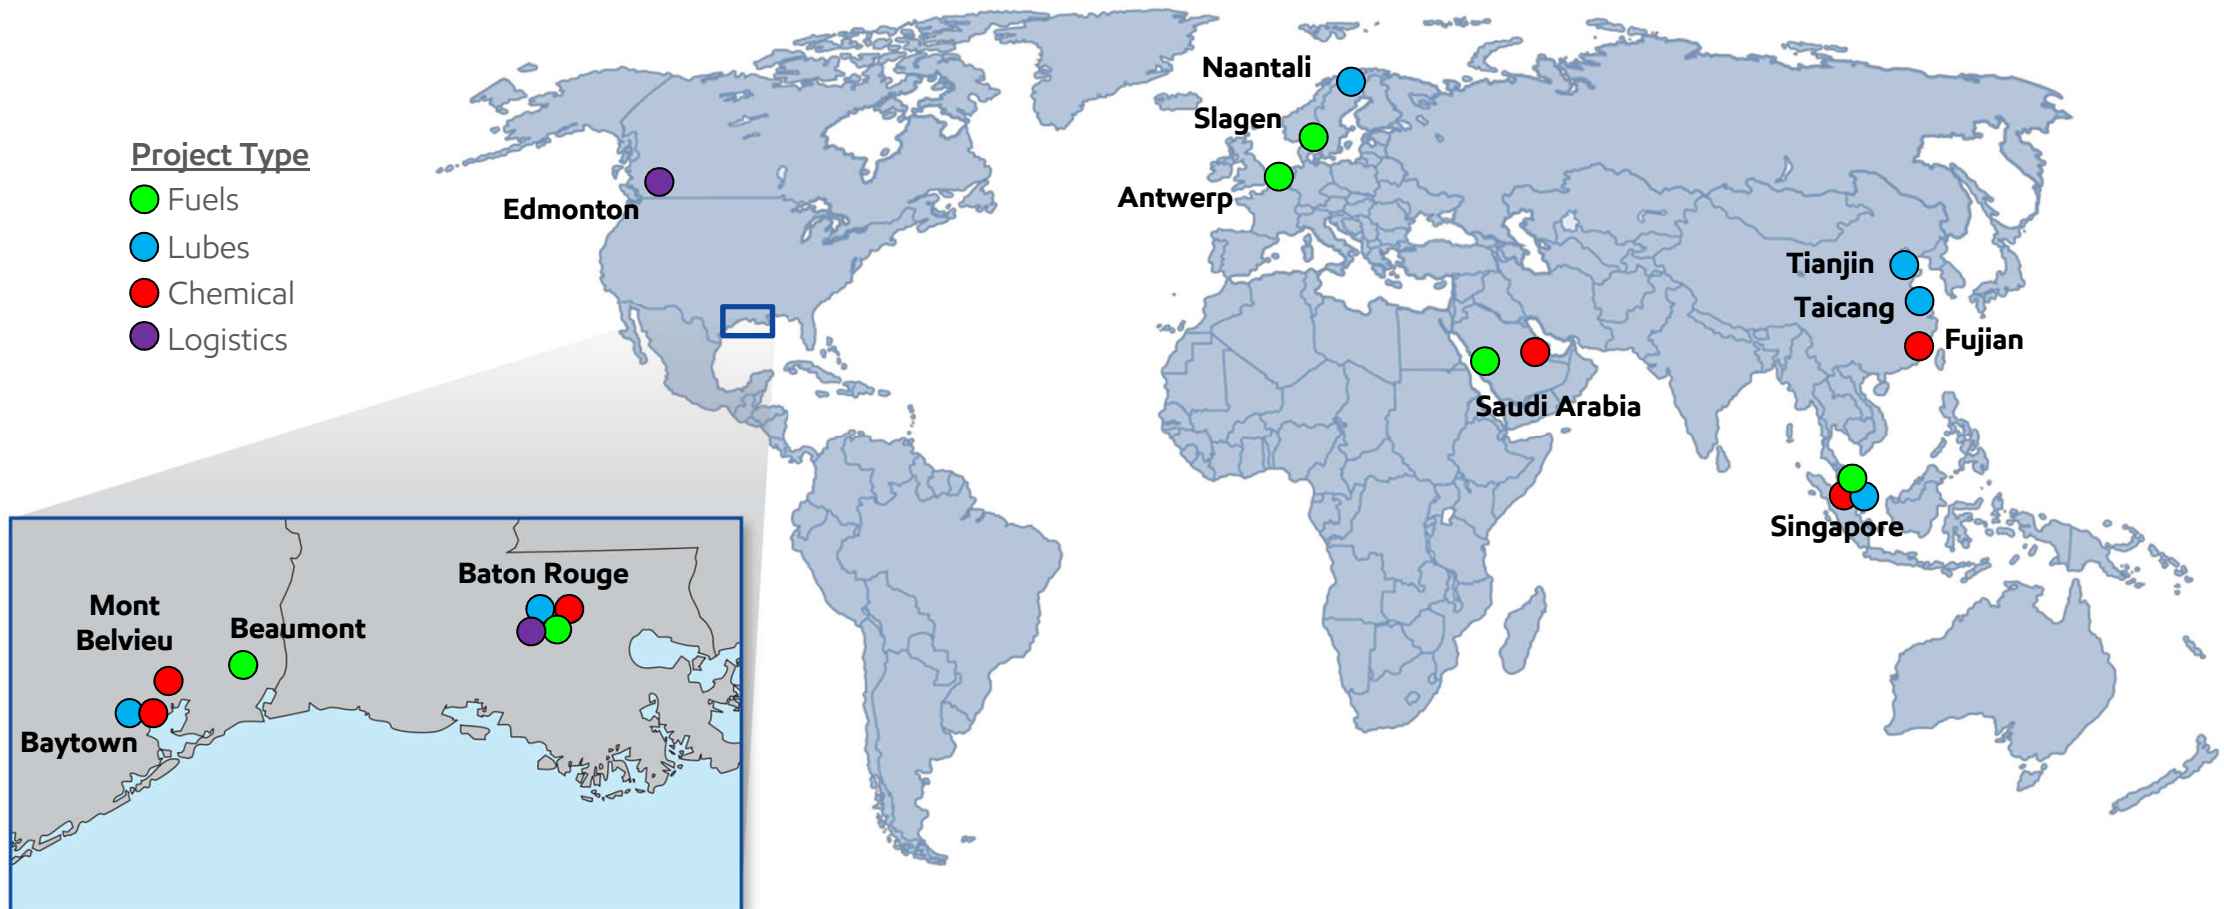 Project Type
Fuels
Lubes
Chemical
Logistics
Edmonton
Naantali
Slagen
Antwerp
Tianjin
Taicang
Fujian
Saudi Arabia
Singapore
Baton Rouge
Mont
Belvieu
Beaumont
Baytown